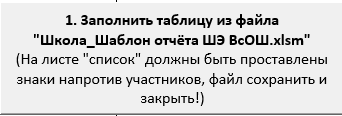 1. Заполнить таблицу из файла
"Школа_Шаблон отчёта ШЭ ВсОШ.xlsm"
(На листе "список" должны быть проставлены
знаки напротив участников, файл сохранить и
закрыть!)